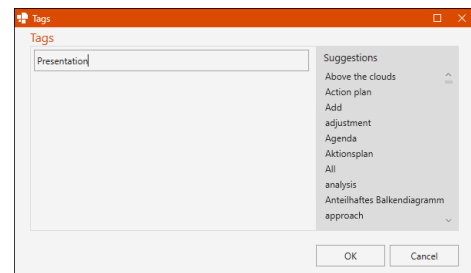 Tags
Tags
Presentation
Suggestions
Above the clouds
Action plan
Add
adjustment
Agenda
Aktionsplan
All
analysis
Anteilhaftes Balkendiagramm
approach
OK Cancel